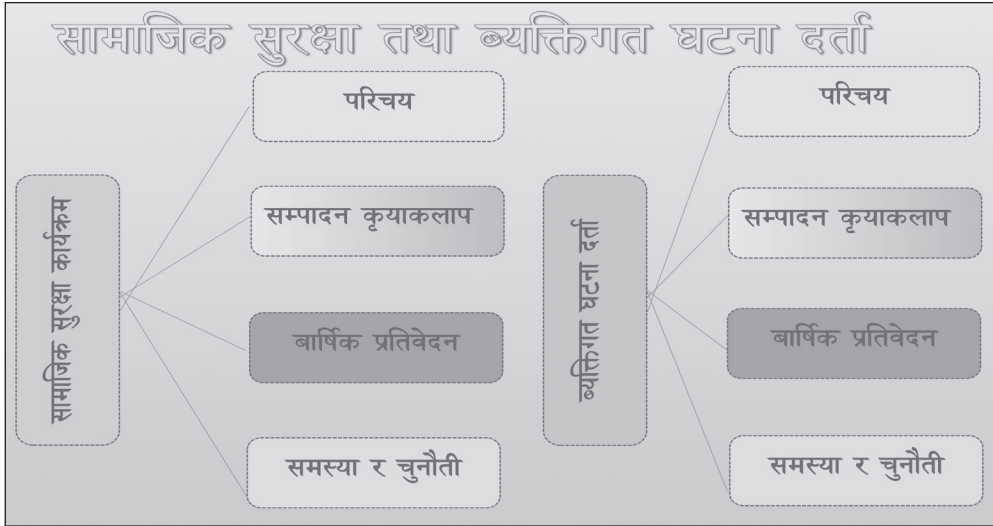 सामाजिक सुरक्षा तथा ब्यक्तिगत घटना दर्ता
सामाजिक सुरक्षा कार्यक्रम
परिचय
सम्पादन कृयाकलाप
बार्षिक प्रतिवेदन
समस्या र चुनौती
ब्यक्तिगत घटना दर्ता
परिचय
सम्पादन कृयाकलाप
बार्षिक प्रतिवेदन
समस्या र चुनौती